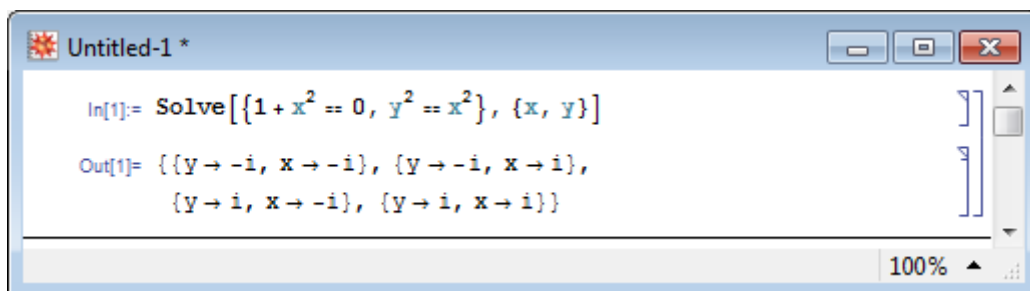 Untitled-1 *
In[1]:= Solve[{1 + x² == 0, y² == x²}, {x, y}]
Out[1]= {{y → -i, x → -i}, {y → -i, x → i},
{y → i, x → -i}, {y → i, x → i}}
100%